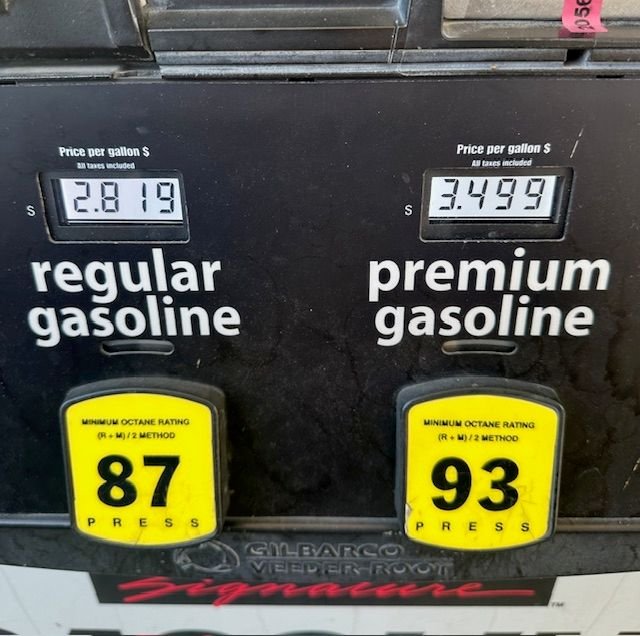 056
Price per gallon $
All taxes included
$ 2.819
regular
gasoline
MINIMUM OCTANE RATING
(R + M) / 2 METHOD
87
PRESS
Price per gallon $
All taxes included
$ 3.499
premium
gasoline
MINIMUM OCTANE RATING
(R + M) / 2 METHOD
93
PRESS
GILBARCO
VEEDER-ROOT
Signature
TM